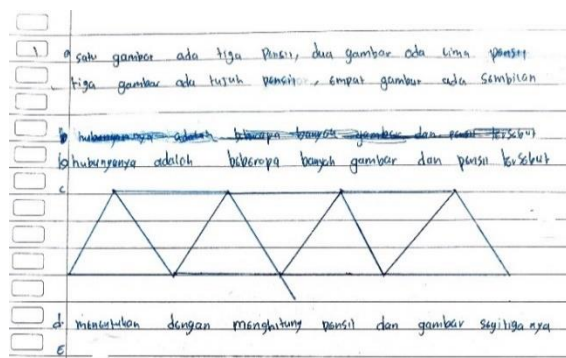 1 a satu gambar ada tiga Pensil, dua gambar ada lima pensil
tiga gambar ada tujuh pensil, empat gambar ada sembilan
b hubunganya adalah beberapa banyak gambar dan pensil tersebut
b hubunganya adalah beberapa banyak gambar dan pensil tersebut
c
d menentukan dengan menghitung pensil dan gambar segitiga nya
e